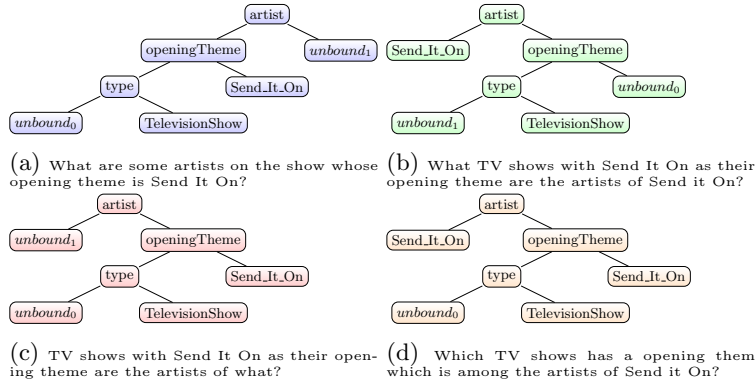 artist
openingTheme
unbound1
type
Send_It_On
unbound0
TelevisionShow
(a) What are some artists on the show whose
opening theme is Send It On?
artist
Send_It_On
openingTheme
type
unbound0
unbound1
TelevisionShow
(b) What TV shows with Send It On as their
opening theme are the artists of Send it On?
artist
unbound1
openingTheme
type
Send_It_On
unbound0
TelevisionShow
(c) TV shows with Send It On as their open-
ing theme are the artists of what?
artist
Send_It_On
openingTheme
type
Send_It_On
unbound0
TelevisionShow
(d) Which TV shows has a opening them
which is among the artists of Send it On?